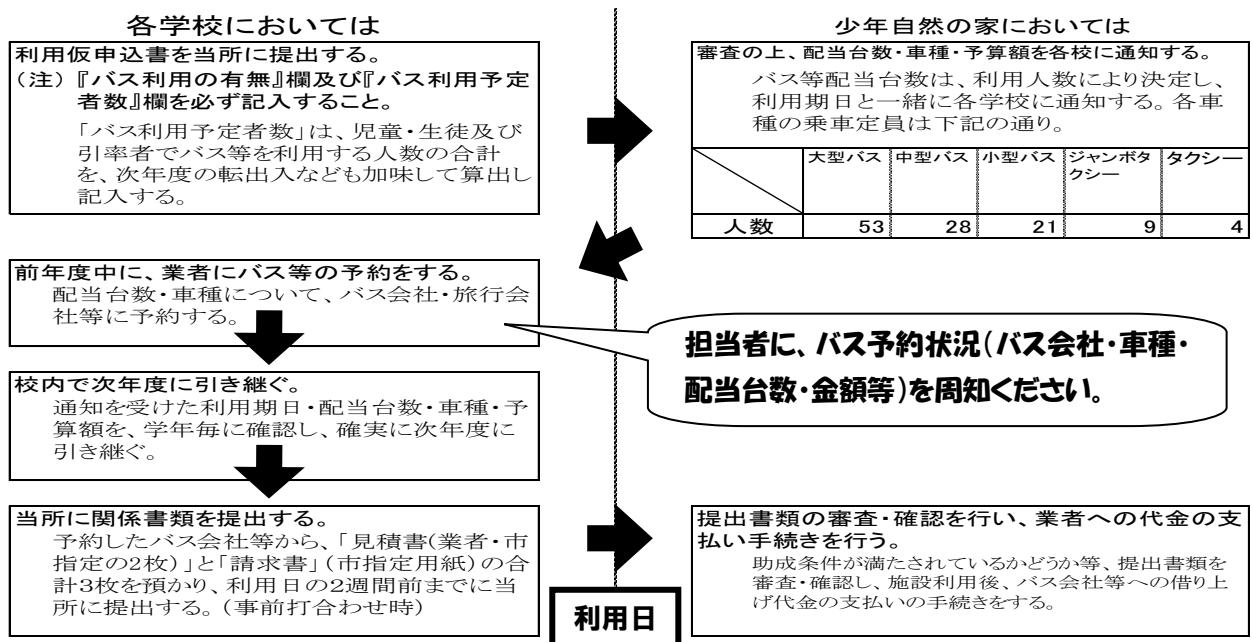 各学校においては
利用仮申込書を当所に提出する。
（注）『バス利用の有無』欄及び『バス利用予定
者数』欄を必ず記入すること。
「バス利用予定者数」は、児童・生徒及び
引率者でバス等を利用する人数の合計
を、次年度の転出入なども加味して算出し
記入する。
少年自然の家においては
審査の上、配当台数・車種・予算額を各校に通知する。
バス等配当台数は、利用人数により決定し、
利用期日と一緒に各学校に通知する。各車
種の乗車定員は下記の通り。
大型バス 中型バス 小型バス ジャンボタ タクシー
クシー
人数 53 28 21 9 4
前年度中に、業者にバス等の予約をする。
配当台数・車種について、バス会社・旅行会
社等に予約する。
担当者に、バス予約状況（バス会社・車種・
配当台数・金額等）を周知ください。
校内で次年度に引き継ぐ。
通知を受けた利用期日・配当台数・車種・予
算額を、学年毎に確認し、確実に次年度に
引き継ぐ。
当所に関係書類を提出する。
予約したバス会社等から、「見積書(業者・市
指定の2枚)」と「請求書」(市指定用紙)の合
計3枚を預かり、利用日の2週間前までに当
所に提出する。(事前打合わせ時)
利用日
提出書類の審査・確認を行い、業者への代金の支
払い手続きを行う。
助成条件が満たされているかどうか等、提出書類を
審査・確認し、施設利用後、バス会社等への借り上
げ代金の支払いの手続きをする。